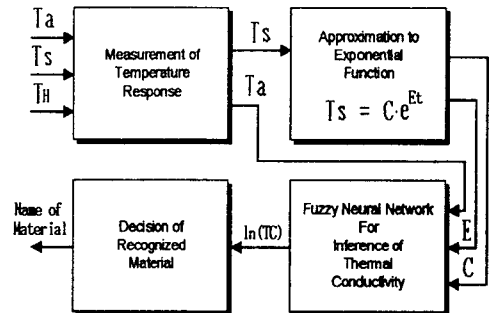 Ta
Ts
TH
Measurement of
Temperature
Response
Ts
Ta
Approximation to
Exponential
Function
Ts = C·e^Et
Name of
Material
Decision of
Recognized
Material
ln(TC)
Fuzzy Neural Network
For
Inference of
Thermal
Conductivity
E
C